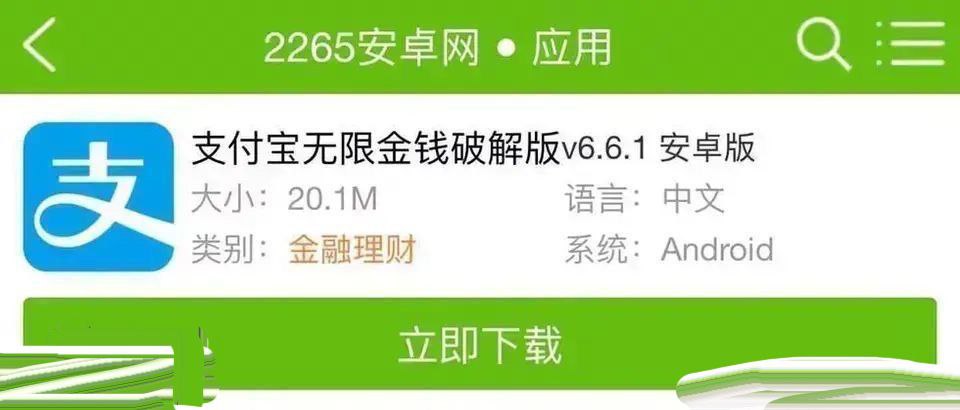 2265安卓网 ● 应用
支付宝无限金钱破解版v6.6.1 安卓版
大小：20.1M 语言：中文
类别：金融理财 系统：Android
立即下载